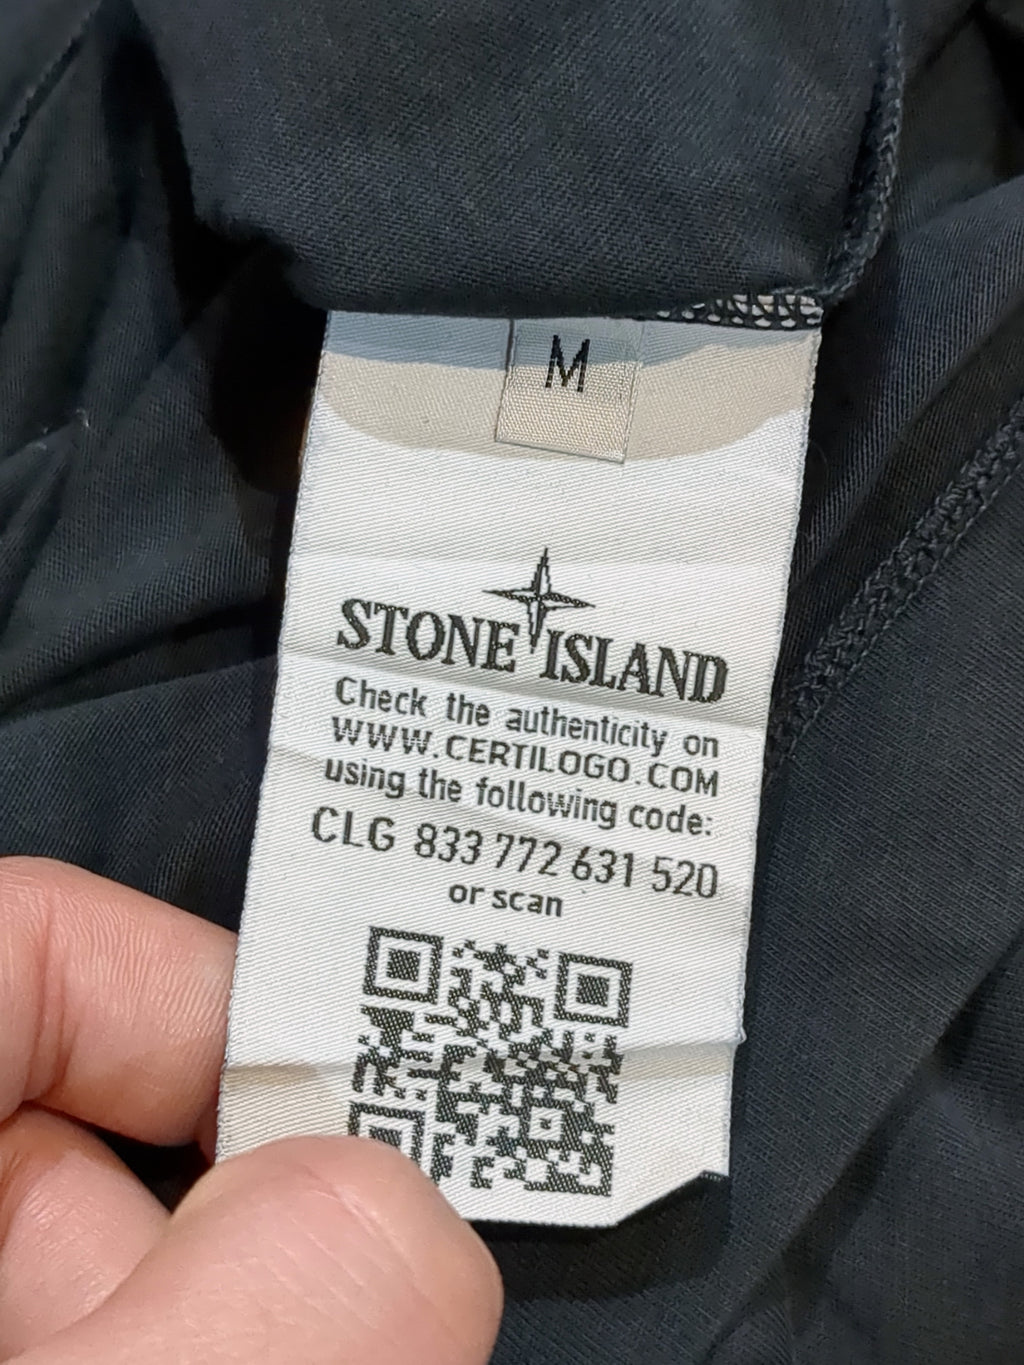 M
STONE ISLAND
Check the authenticity on
WWW.CERTILOGO.COM
using the following code:
CLG 833 772 631 520
or scan